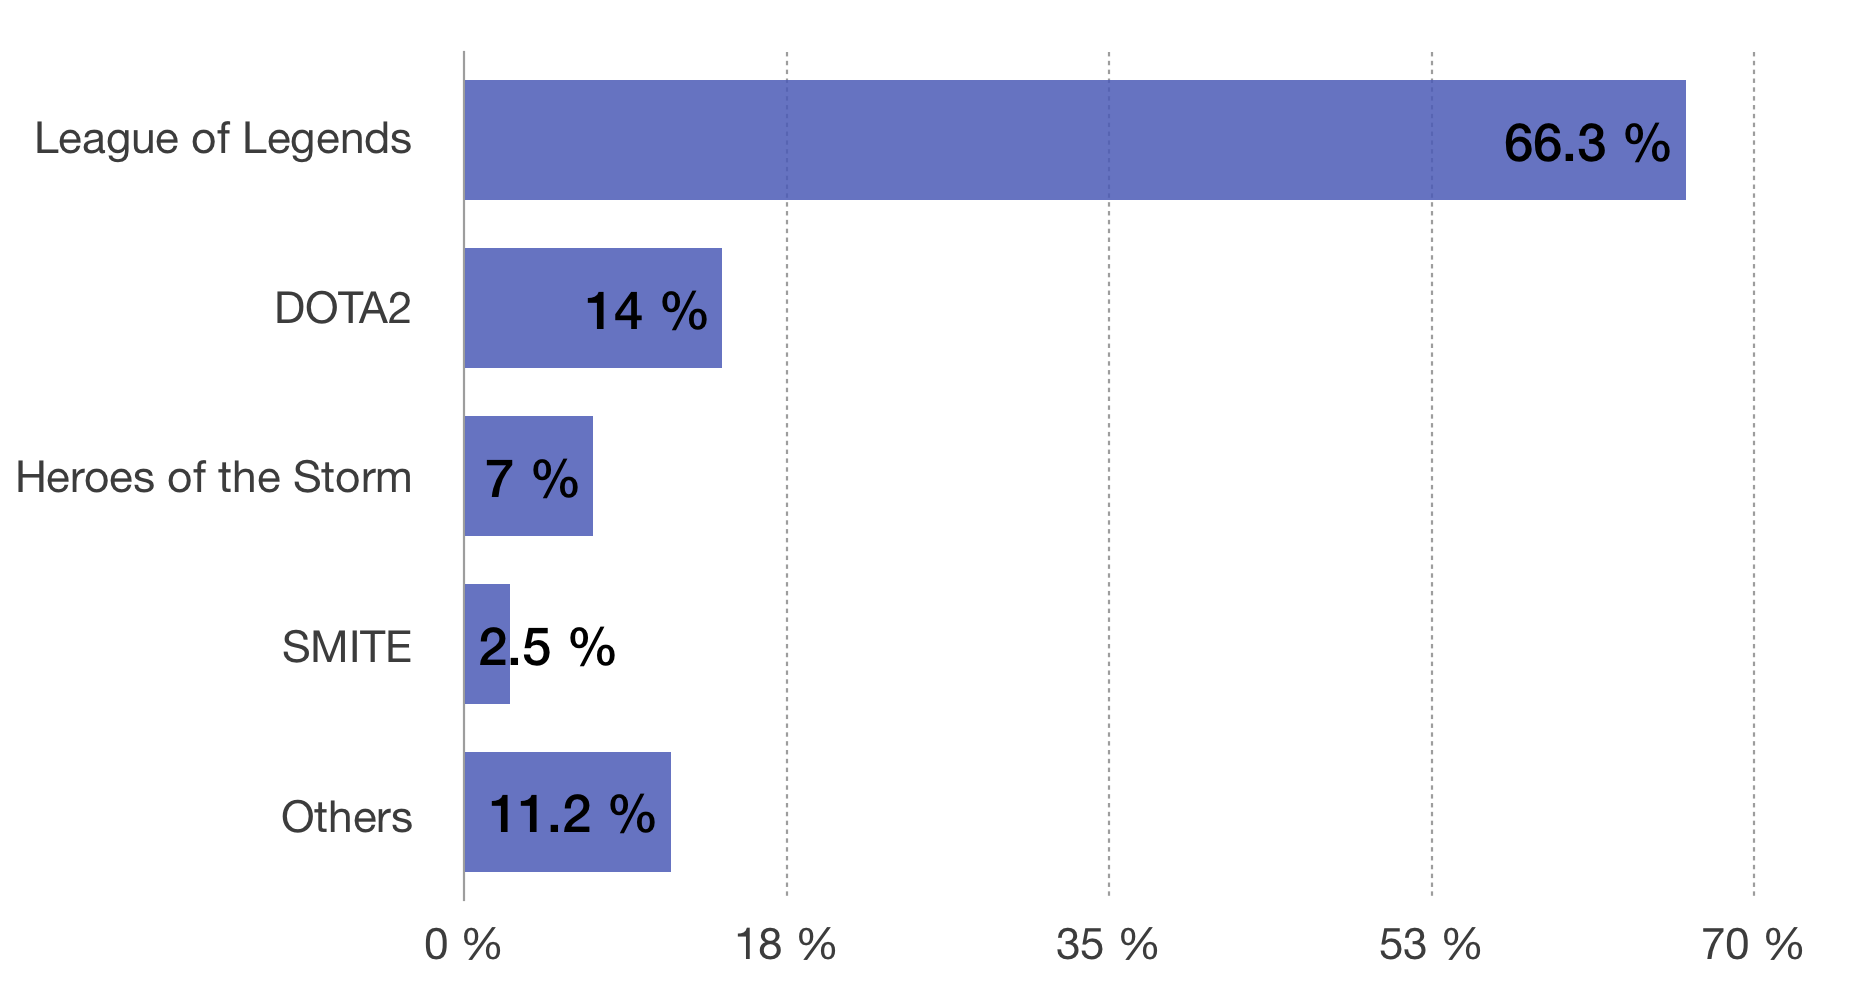 League of Legends 66.3 %
DOTA2 14 %
Heroes of the Storm 7 %
SMITE 2.5 %
Others 11.2 %
0 % 18 % 35 % 53 % 70 %